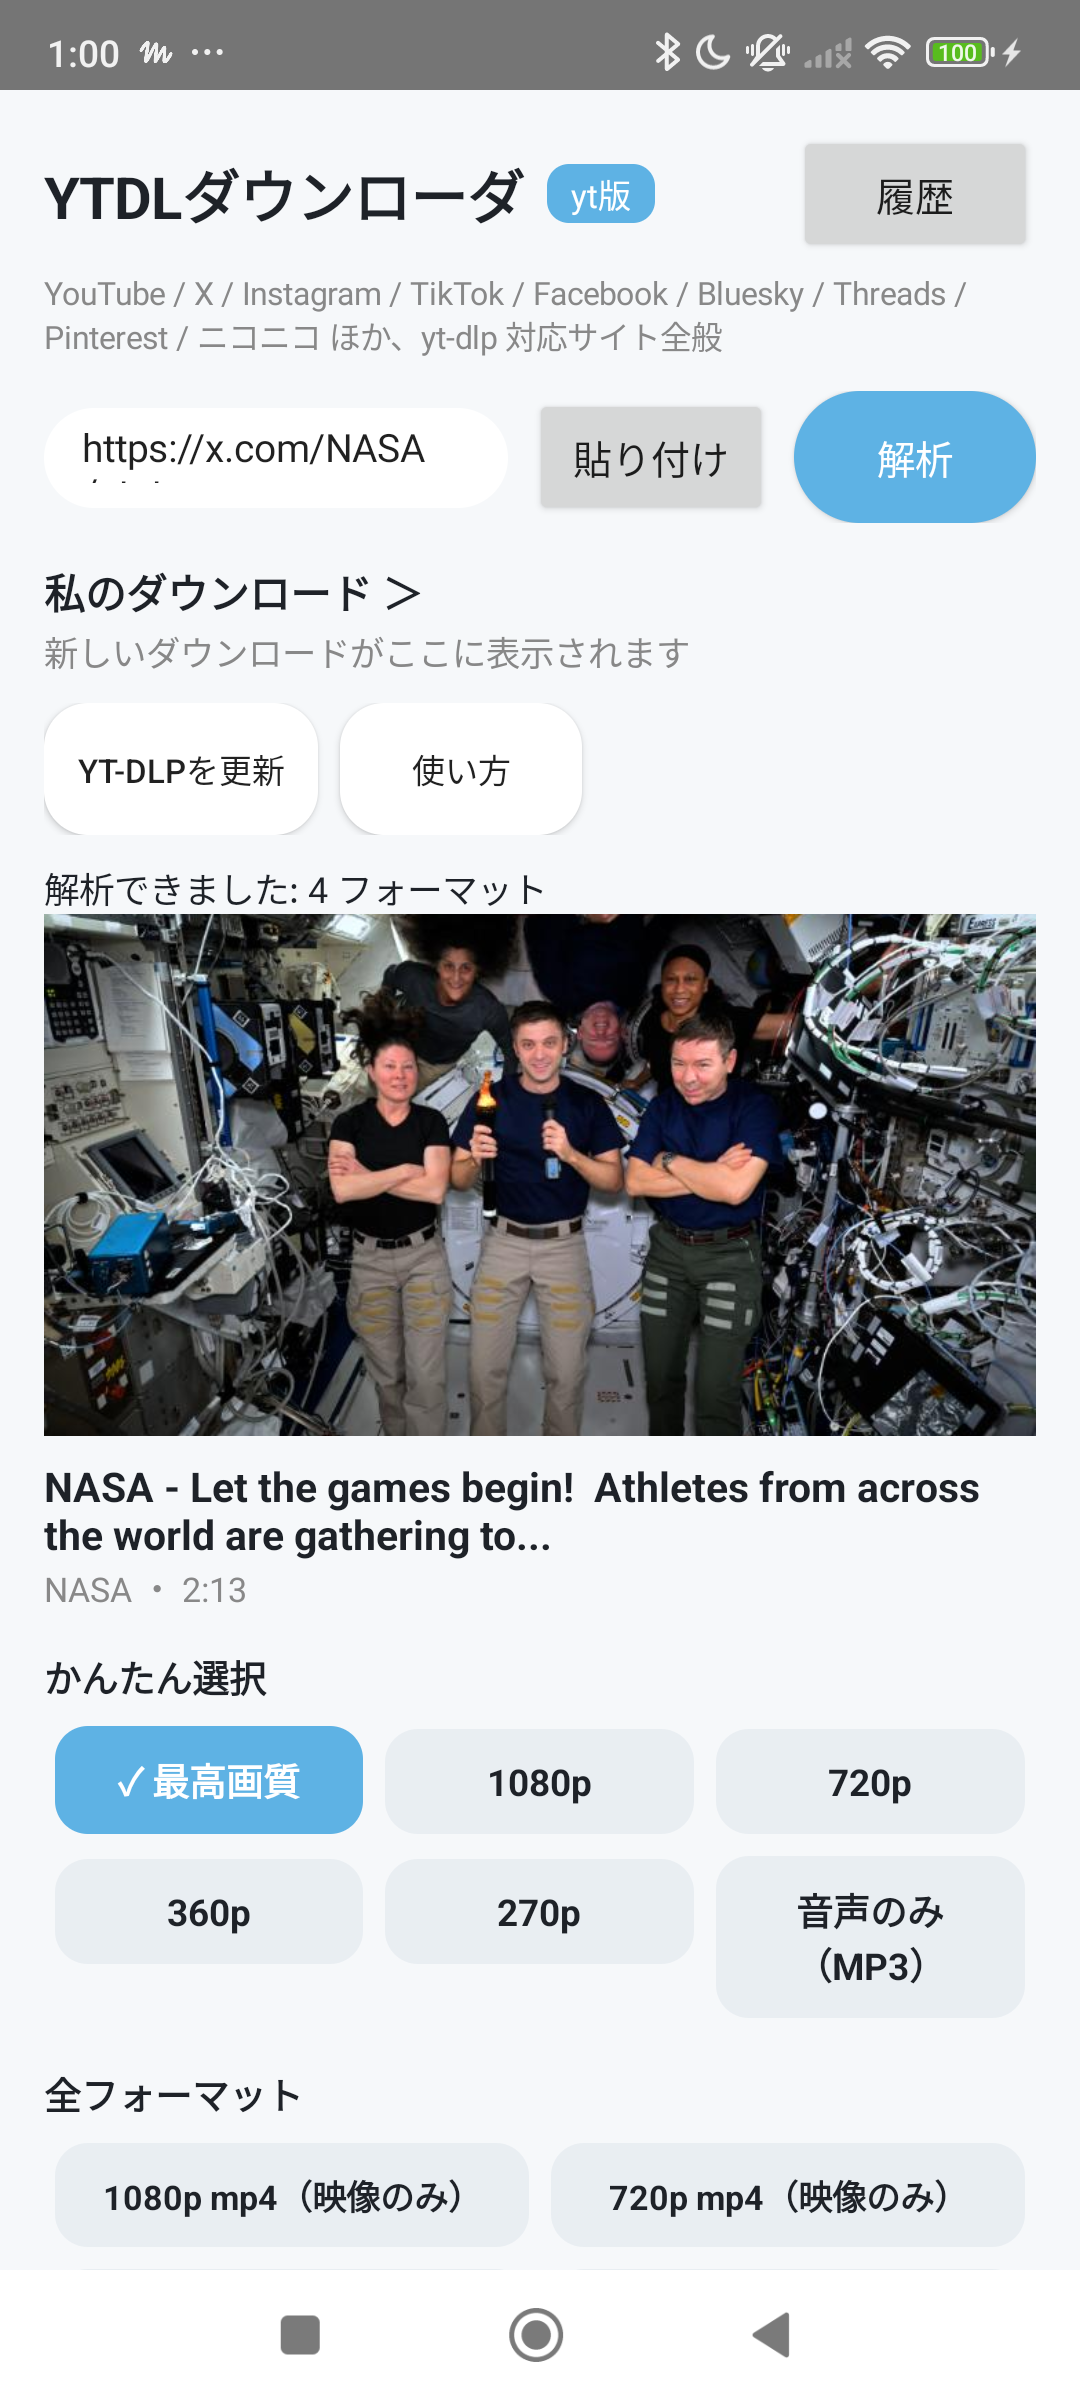 1:00
100
YTDLダウンローダ yt版 履歴
YouTube / X / Instagram / TikTok / Facebook / Bluesky / Threads /
Pinterest / ニコニコ ほか、yt-dlp 対応サイト全般
https://x.com/NASA
貼り付け
解析
私のダウンロード ＞
新しいダウンロードがここに表示されます
YT-DLPを更新 使い方
解析できました: 4 フォーマット
NASA - Let the games begin!  Athletes from across
the world are gathering to...
NASA ・ 2:13
かんたん選択
✓ 最高画質 1080p 720p
360p 270p 音声のみ
（MP3）
全フォーマット
1080p mp4（映像のみ） 720p mp4（映像のみ）